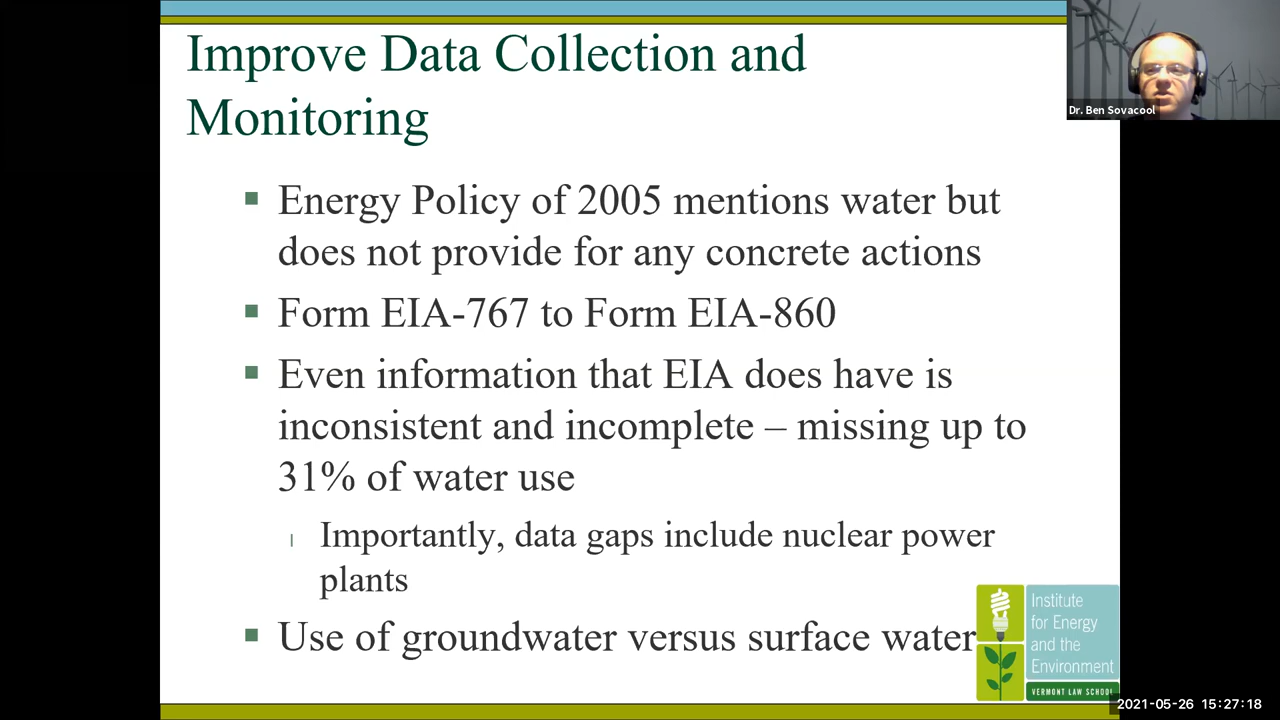 Improve Data Collection and
Monitoring
Dr. Ben Sovacool
Energy Policy of 2005 mentions water but
does not provide for any concrete actions
Form EIA-767 to Form EIA-860
Even information that EIA does have is
inconsistent and incomplete – missing up to
31% of water use
Importantly, data gaps include nuclear power
plants
Use of groundwater versus surface water
Institute
for Energy
and the
Environment
VERMONT LAW SCHOOL
2021-05-26 15:27:18